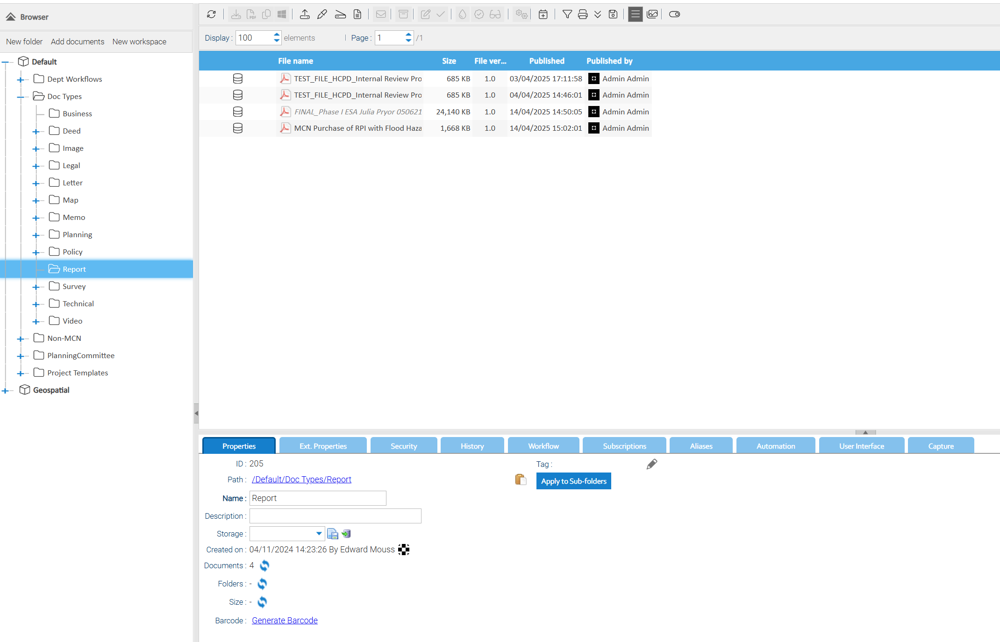 Browser
New folder Add documents New workspace
Default
Dept Workflows
Doc Types
Business
Deed
Image
Legal
Letter
Map
Memo
Planning
Policy
Report
Survey
Technical
Video
Non-MCN
PlanningCommittee
Project Templates
Geospatial
PDF
Display : 100 elements | Page : 1 /1
File name Size File ver... Published Published by
TEST_FILE_HCPD_Internal Review Pro 685 KB 1.0 03/04/2025 17:11:58 Admin Admin
TEST_FILE_HCPD_Internal Review Pro 685 KB 1.0 04/04/2025 14:46:01 Admin Admin
FINAL_Phase I ESA Julia Pryor 050621 24,140 KB 1.0 14/04/2025 14:50:05 Admin Admin
MCN Purchase of RPI with Flood Haza 1,668 KB 1.0 14/04/2025 15:02:01 Admin Admin
Properties Ext. Properties Security History Workflow Subscriptions Aliases Automation User Interface Capture
ID : 205
Path : /Default/Doc Types/Report
Name : Report
Description :
Storage :
Created on : 04/11/2024 14:23:26 By Edward Mouss
Documents : 4
Folders : -
Size : -
Barcode : Generate Barcode
Tag :
Apply to Sub-folders